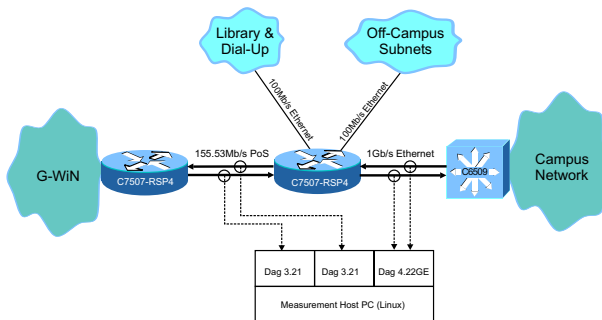 Library &
Dial-Up
Off-Campus
Subnets
100Mb/s Ethernet
100Mb/s Ethernet
G-WiN
C7507-RSP4
155.53Mb/s PoS
C7507-RSP4
1Gb/s Ethernet
C6509
Campus
Network
Dag 3.21
Dag 3.21
Dag 4.22GE
Measurement Host PC (Linux)